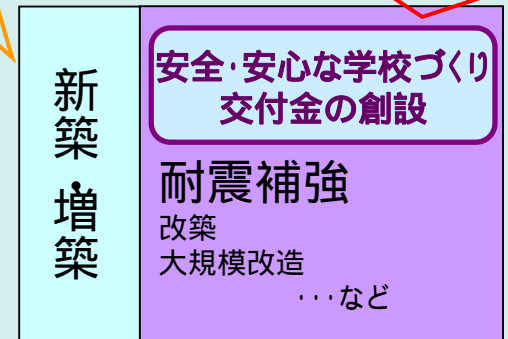 新築・増築
安全・安心な学校づくり
交付金の創設
耐震補強
改築
大規模改造
･･･など